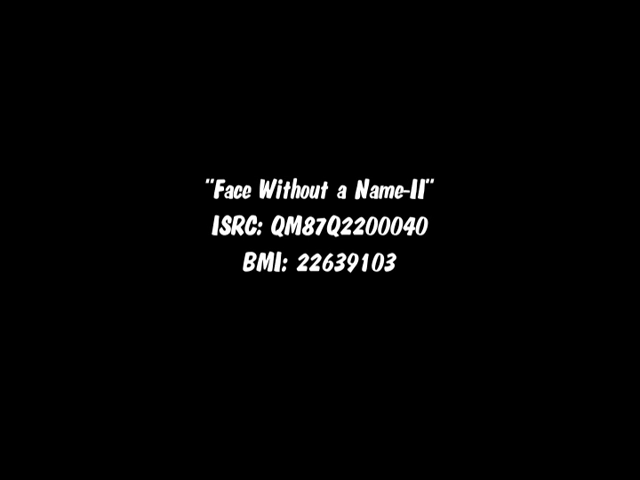 "Face Without a Name-II"
ISRC: QM87Q2200040
BMI: 22639103